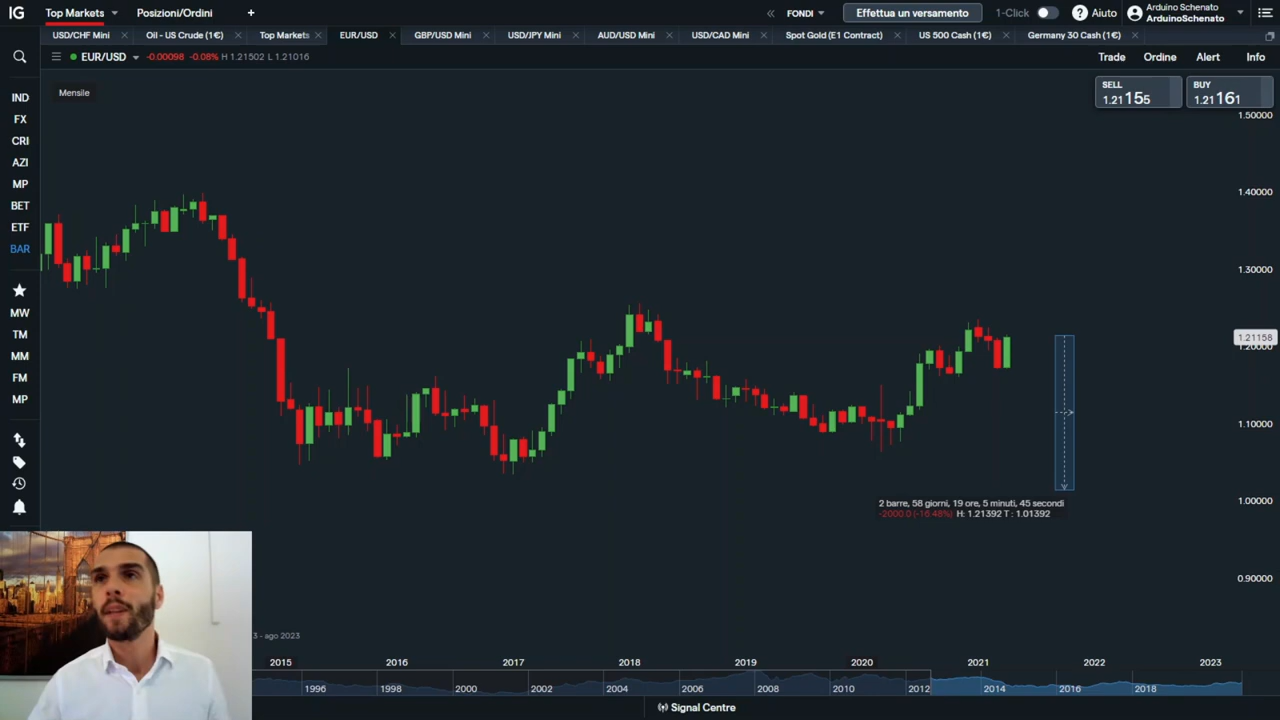 IG Top Markets Posizioni/Ordini + « FONDI Effettua un versamento 1-Click ? Aiuto Arduino Schenato
ArduinoSchenato
USD/CHF Mini × Oil - US Crude (1€) × Top Markets × EUR/USD × GBP/USD Mini × USD/JPY Mini × AUD/USD Mini × USD/CAD Mini × Spot Gold (E1 Contract) × US 500 Cash (1€) × Germany 30 Cash (1€) ×
EUR/USD -0.00098 -0.08% H 1.21502 L 1.21016 Trade Ordine Alert Info
Mensile
SELL
1.21155
BUY
1.21161
IND
FX
CRI
AZI
MP
BET
ETF
BAR
MW
TM
MM
FM
MP
1.50000
1.40000
1.30000
1.21158
1.20000
1.10000
1.00000
0.90000
2 barre, 58 giorni, 19 ore, 5 minuti, 45 secondi
-2000.0 (-16.48%) H: 1.21392 T : 1.01392
3 - ago 2023
2015 2016 2017 2018 2019 2020 2021 2022 2023
1996 1998 2000 2002 2004 2006 2008 2010 2012 2014 2016 2018
Signal Centre